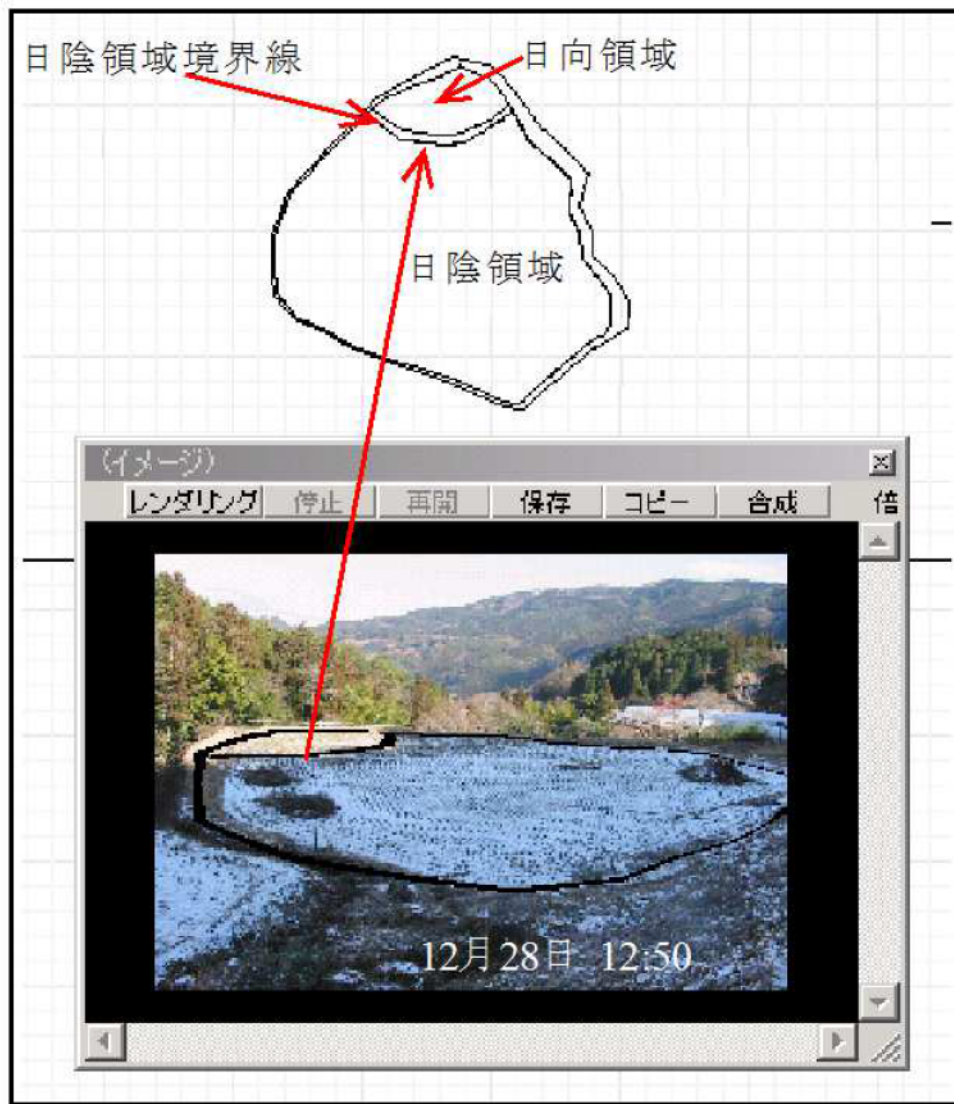 日陰領域境界線
日向領域
日陰領域
(イメージ)
レンダリング 停止 再開 保存 コピー 合成 倍
12月28日 12:50